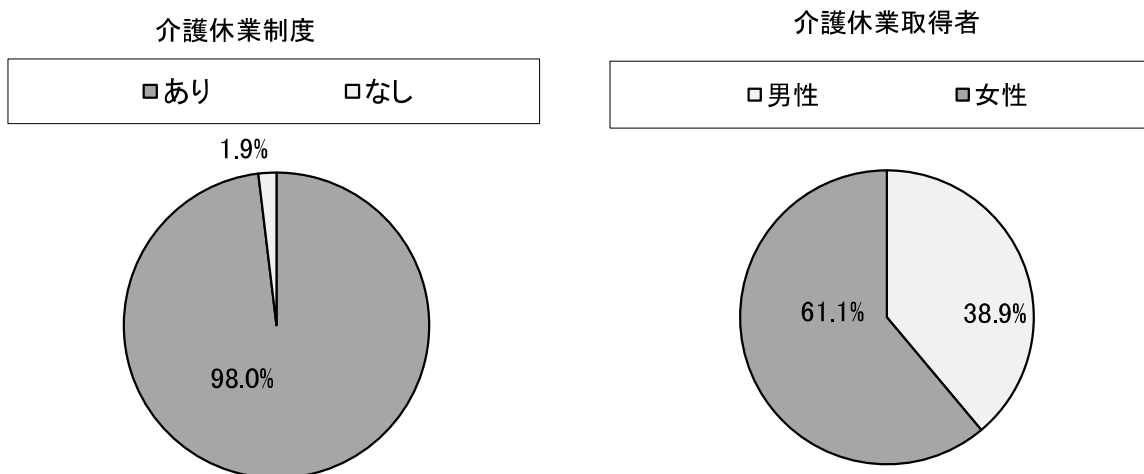 介護休業制度
あり なし
1.9%
98.0%
介護休業取得者
男性 女性
61.1%
38.9%